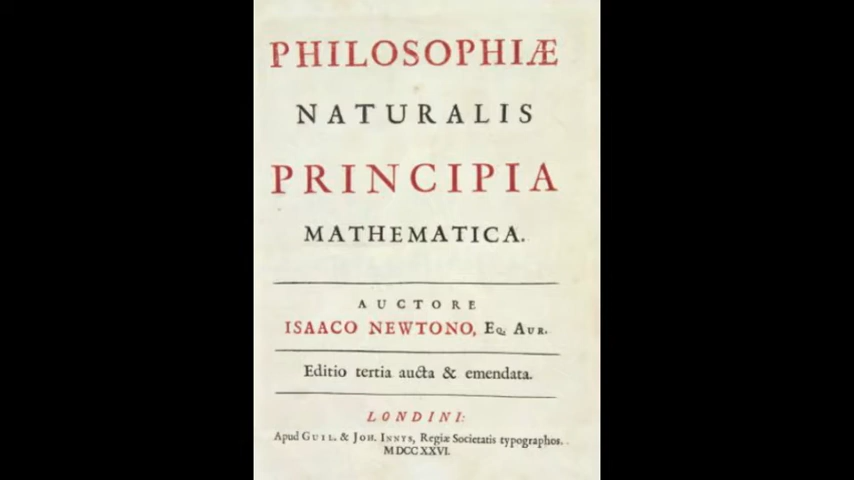 PHILOSOPHIÆ
NATURALIS
PRINCIPIA
MATHEMATICA.
AUCTORE
ISAACO NEWTONO, Eq. Aur.
Editio tertia aucta & emendata.
LONDINI:
Apud Guil. & Joh. Innys, Regiæ Societatis typographos.
MDCCXXVI.